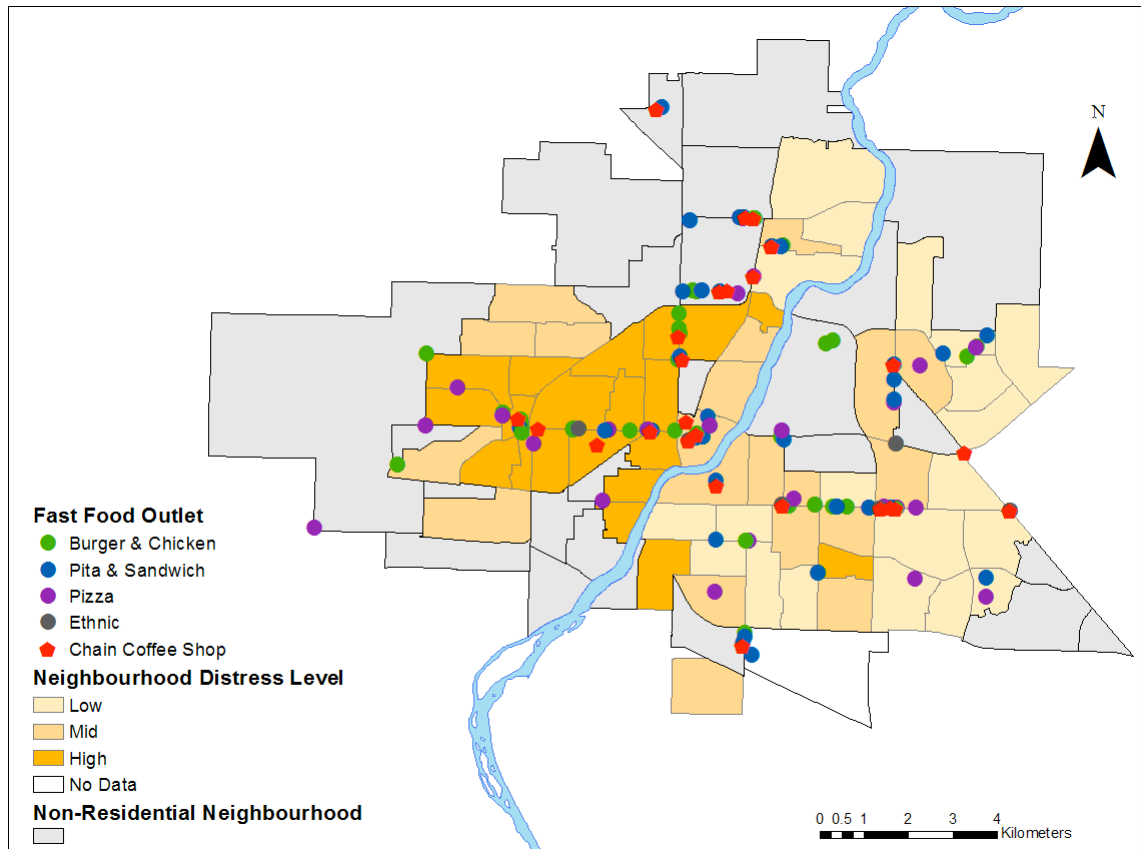 N
Fast Food Outlet
Burger & Chicken
Pita & Sandwich
Pizza
Ethnic
Chain Coffee Shop
Neighbourhood Distress Level
Low
Mid
High
No Data
Non-Residential Neighbourhood
0 0.5 1 2 3 4
Kilometers